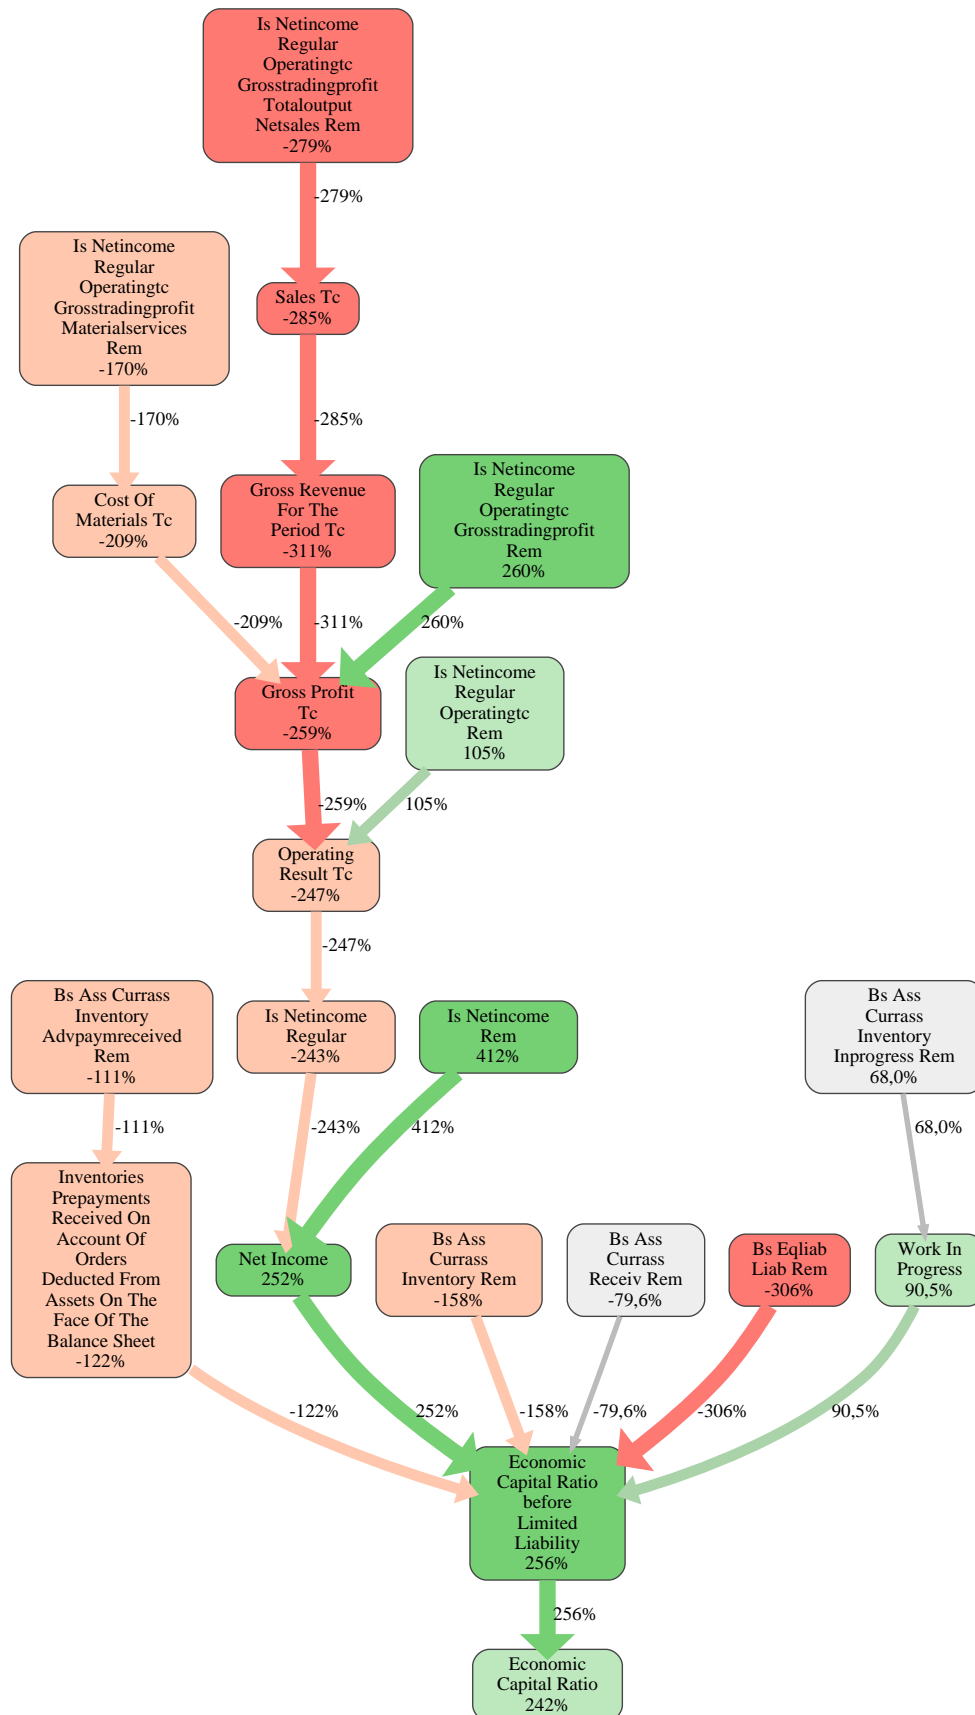 Is Netincome
Regular
Operatingtc
Grosstradingprofit
Totaloutput
Netsales Rem
-279%
-279%
Is Netincome
Regular
Operatingtc
Grosstradingprofit
Materialservices
Rem
-170%
Sales Tc
-285%
-170%
-285%
Cost Of
Materials Tc
-209%
Gross Revenue
For The
Period Tc
-311%
Is Netincome
Regular
Operatingtc
Grosstradingprofit
Rem
260%
-209%
-311%
260%
Gross Profit
Tc
-259%
Is Netincome
Regular
Operatingtc
Rem
105%
-259%
105%
Operating
Result Tc
-247%
-247%
Bs Ass Currass
Inventory
Advpaymreceived
Rem
-111%
Is Netincome
Regular
-243%
Is Netincome
Rem
412%
Bs Ass
Currass
Inventory
Inprogress Rem
68,0%
-111%
-243%
412%
68,0%
Inventories
Prepayments
Received On
Account Of
Orders
Deducted From
Assets On The
Face Of The
Balance Sheet
-122%
Net Income
252%
Bs Ass
Currass
Inventory Rem
-158%
Bs Ass
Currass
Receiv Rem
-79,6%
Bs Eqliab
Liab Rem
-306%
Work In
Progress
90,5%
-122%
252%
-158%
-79,6%
-306%
90,5%
Economic
Capital Ratio
before
Limited
Liability
256%
256%
Economic
Capital Ratio
242%